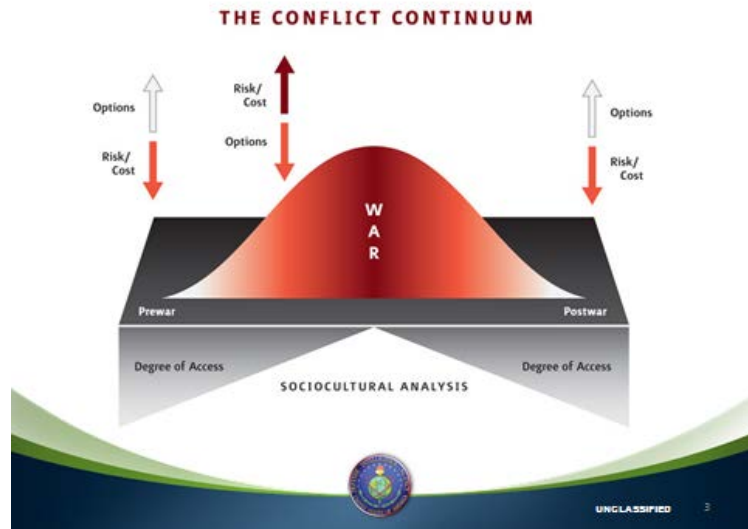 THE CONFLICT CONTINUUM
Options
Risk/
Cost
Risk/
Cost
Options
Options
Risk/
Cost
W
A
R
Prewar
Postwar
Degree of Access
Degree of Access
SOCIOCULTURAL ANALYSIS
UNCLASSIFIED
3